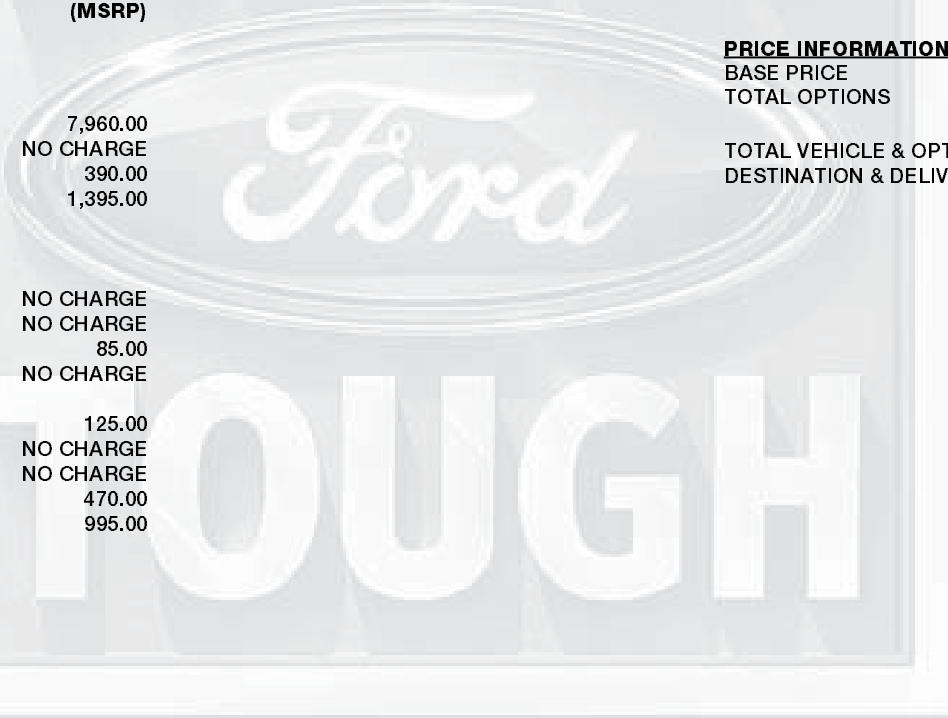 (MSRP)
7,960.00
NO CHARGE
390.00
1,395.00
NO CHARGE
NO CHARGE
85.00
NO CHARGE
125.00
NO CHARGE
NO CHARGE
470.00
995.00
PRICE INFORMATION
BASE PRICE
TOTAL OPTIONS
TOTAL VEHICLE & OPT
DESTINATION & DELIV
Ford
TOUGH